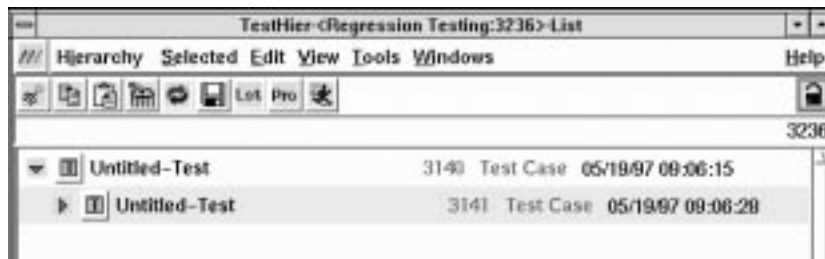 TestHier-<Regression Testing:3236>-List
/// Hierarchy Selected Edit View Tools Windows Help
Lst Pro
3236
Untitled-Test 3140 Test Case 05/19/97 09:06:15
Untitled-Test 3141 Test Case 05/19/97 09:06:28